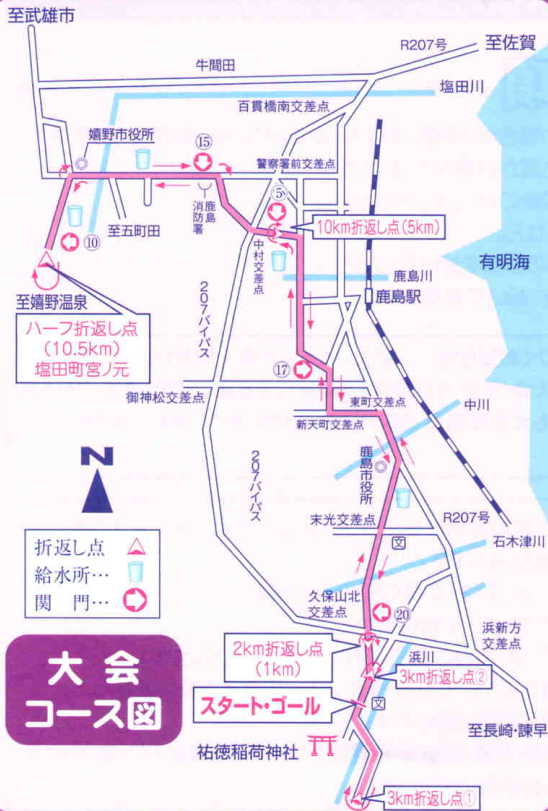 至武雄市
R207号
至佐賀
牛間田
塩田川
百貫橋南交差点
嬉野市役所
⑮
警察署前交差点
鹿島
消防署
⑤
10km折返し点(5km)
⑩
至五町田
中村交差点
有明海
鹿島川
鹿島駅
至嬉野温泉
207バイパス
ハーフ折返し点
(10.5km)
塩田町宮ノ元
⑰
御神松交差点
東町交差点
中川
新天町交差点
鹿島市役所
207バイパス
N
末光交差点
R207号
文
石木津川
折返し点
給水所…
関門…
久保山北
交差点
⑳
浜新方
交差点
2km折返し点
(1km)
浜川
3km折返し点②
大会
コース図
スタート・ゴール
文
至長崎・諫早
祐徳稲荷神社
3km折返し点①